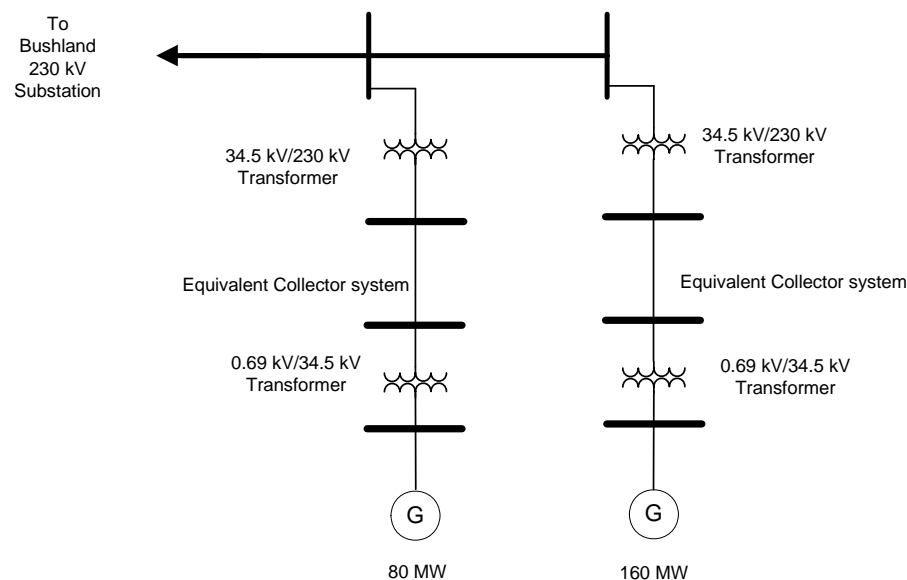 To
Bushland
230 kV
Substation
34.5 kV/230 kV
Transformer
34.5 kV/230 kV
Transformer
Equivalent Collector system
Equivalent Collector system
0.69 kV/34.5 kV
Transformer
0.69 kV/34.5 kV
Transformer
G
G
80 MW
160 MW